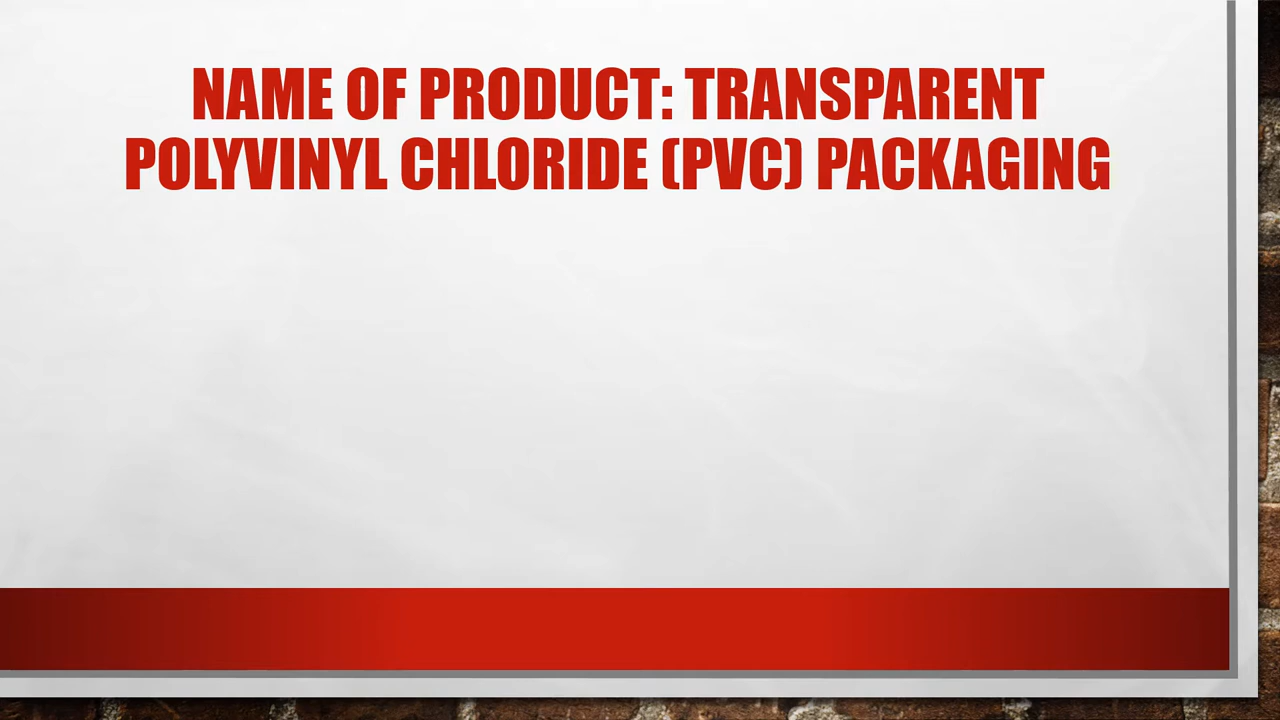 NAME OF PRODUCT: TRANSPARENT
POLYVINYL CHLORIDE (PVC) PACKAGING